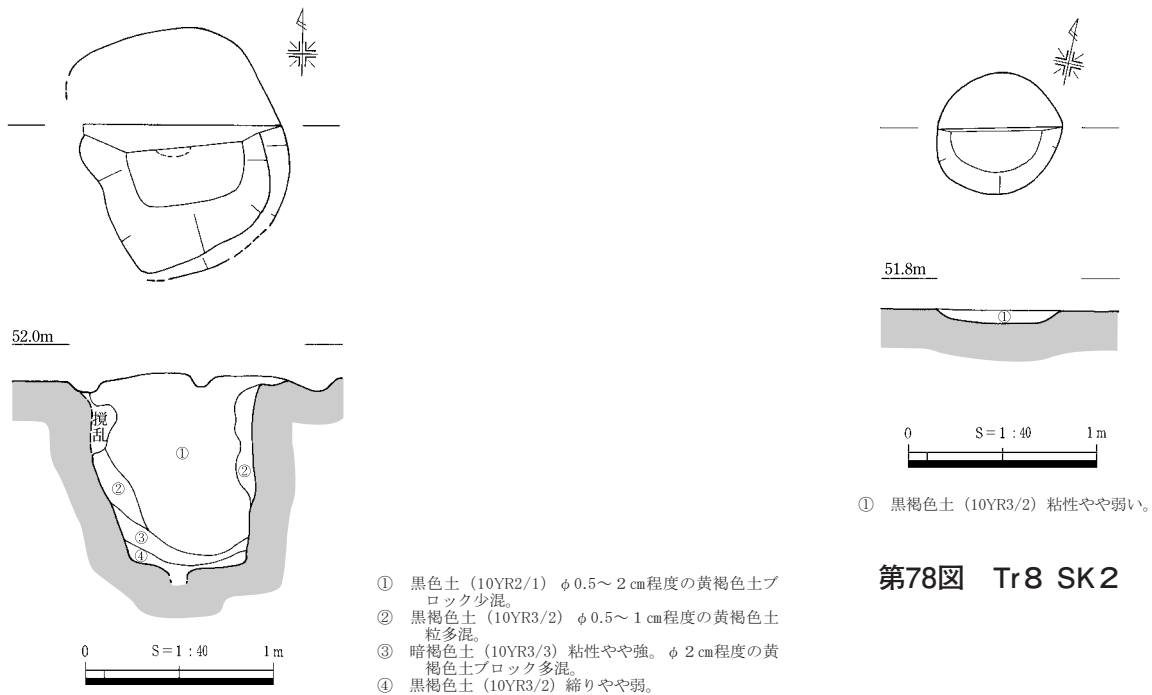 52.0m
撹乱
①
②
②
③
④
0 S=1:40 1m
① 黒色土（10YR2/1）φ0.5～2㎝程度の黄褐色土ブ
ロック少混。
② 黒褐色土（10YR3/2）φ0.5～1㎝程度の黄褐色土
粒多混。
③ 暗褐色土（10YR3/3）粘性やや強。φ2㎝程度の黄
褐色土ブロック多混。
④ 黒褐色土（10YR3/2）締りやや弱。
51.8m
①
0 S=1:40 1m
① 黒褐色土（10YR3/2）粘性やや弱い。
第78図 Tr8 SK2